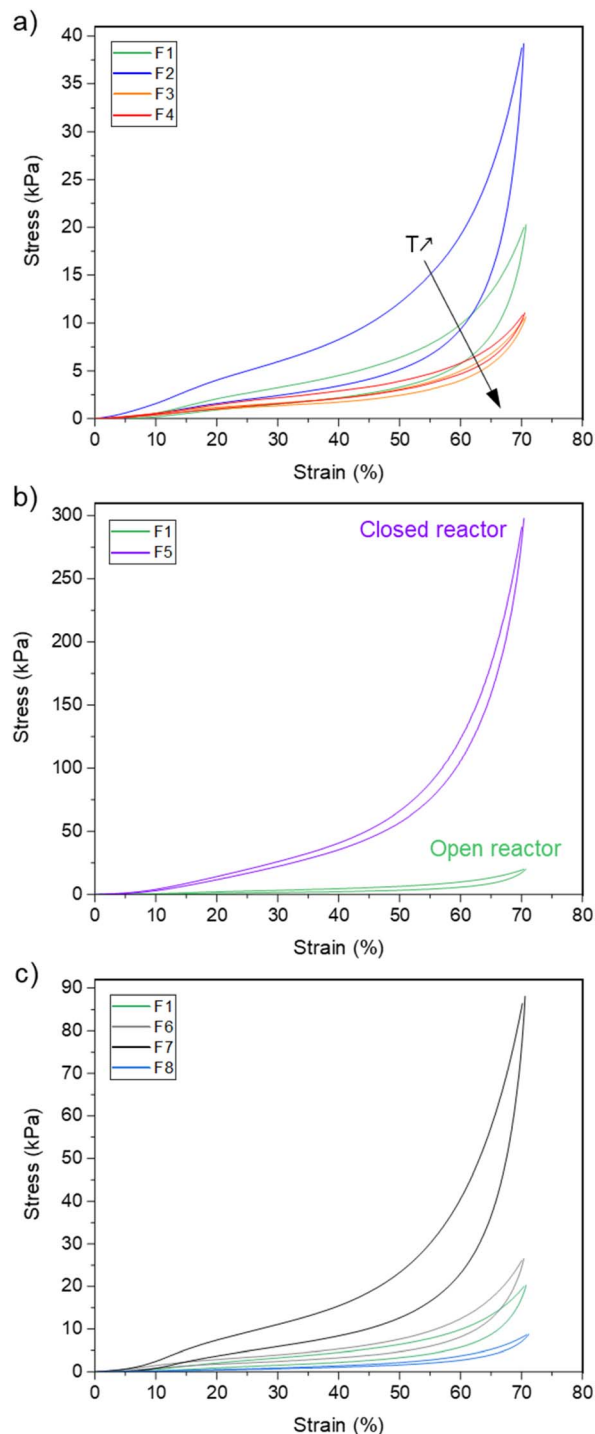 a)
F1
F2
F3
F4
T↗
40
35
30
25
20
15
10
5
0
Stress (kPa)
0 10 20 30 40 50 60 70 80
Strain (%)
b)
F1
F5
Closed reactor
Open reactor
300
250
200
150
100
50
0
Stress (kPa)
0 10 20 30 40 50 60 70 80
Strain (%)
c)
F1
F6
F7
F8
90
80
70
60
50
40
30
20
10
0
Stress (kPa)
0 10 20 30 40 50 60 70 80
Strain (%)